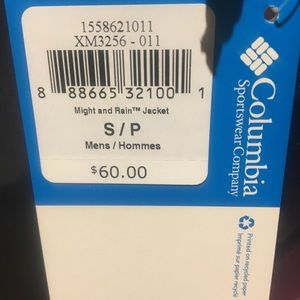 1558621011
XM3256 - 011
8 88665 32100 1
Might and Rain™ Jacket
S / P
Mens / Hommes
$60.00
Columbia
Sportswear Company
Printed on recycled paper
Imprimé sur papier recyclé